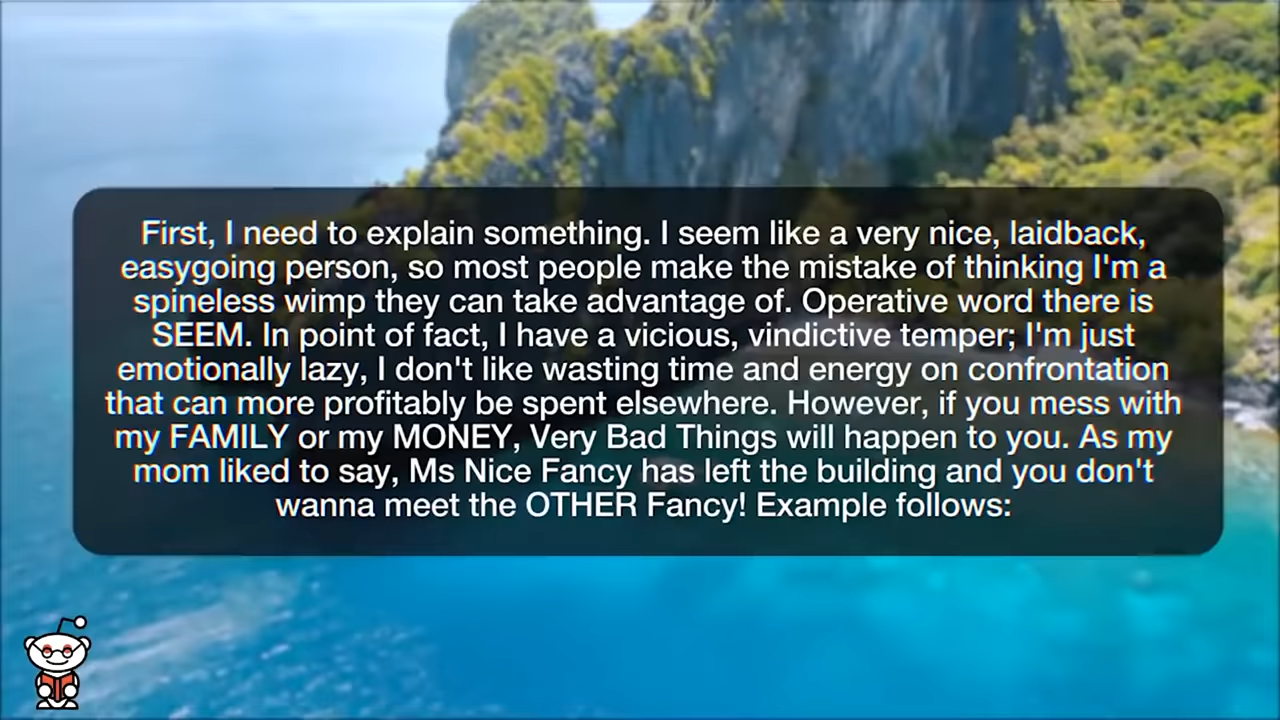 First, I need to explain something. I seem like a very nice, laidback,
easygoing person, so most people make the mistake of thinking I'm a
spineless wimp they can take advantage of. Operative word there is
SEEM. In point of fact, I have a vicious, vindictive temper; I'm just
emotionally lazy, I don't like wasting time and energy on confrontation
that can more profitably be spent elsewhere. However, if you mess with
my FAMILY or my MONEY, Very Bad Things will happen to you. As my
mom liked to say, Ms Nice Fancy has left the building and you don't
wanna meet the OTHER Fancy! Example follows: